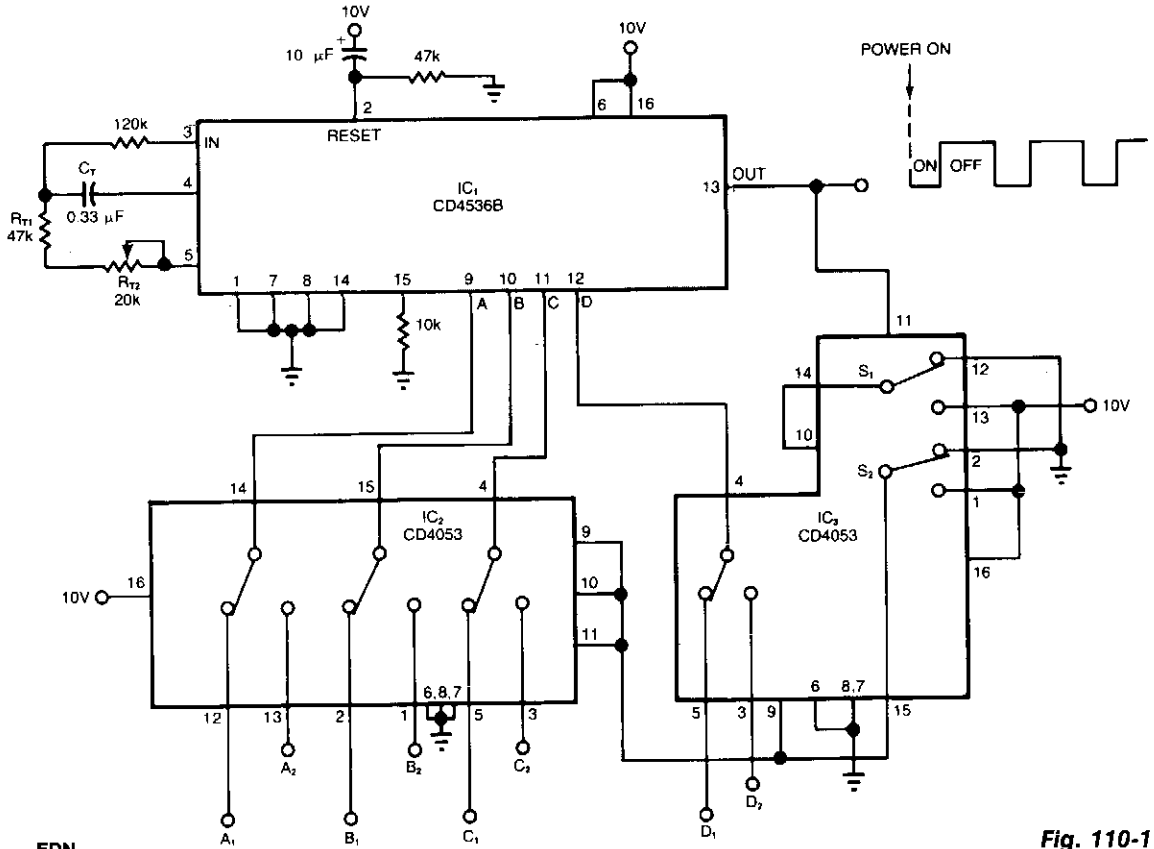 10V
10 μF
+
47k
10V
POWER ON
2
6
16
RESET
ON
OFF
120k
3
IN
C_T
4
0.33 μF
R_T1
47k
5
R_T2
20k
IC₁
CD4536B
13
OUT
1
7
8
14
15
9
A
10
B
11
C
12
D
10k
11
14
S₁
12
13
10V
10
S₂
2
1
16
IC₃
CD4053
4
14
15
4
IC₂
CD4053
9
10
11
16
10V
12
13
2
1
6,8,7
5
3
5
3
9
6
8,7
15
A₂
B₂
C₂
D₂
A₁
B₁
C₁
D₁
EDN
Fig. 110-1